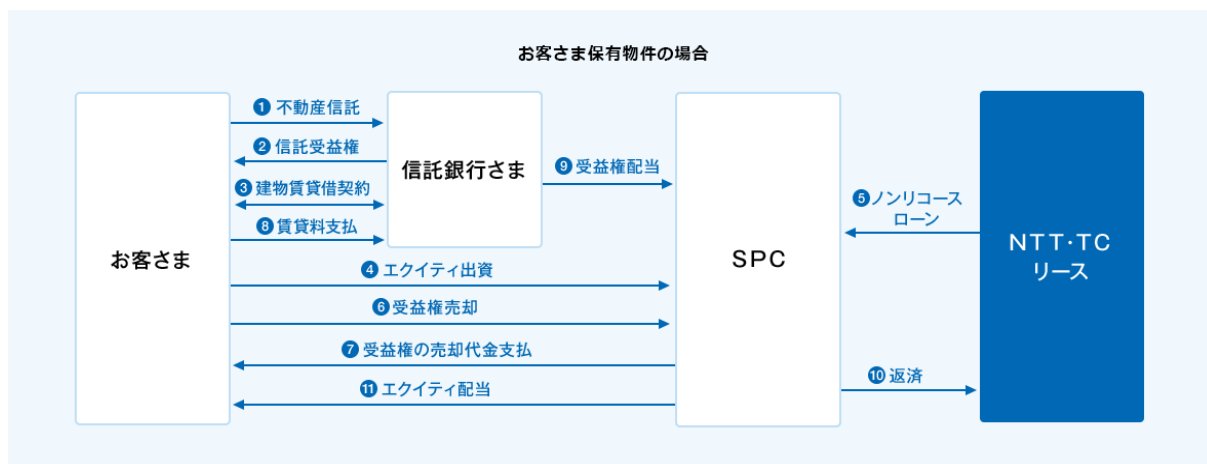 お客さま保有物件の場合
お客さま
❶ 不動産信託
❷ 信託受益権
❸ 建物賃貸借契約
❽ 賃貸料支払
信託銀行さま
❾ 受益権配当
❹ エクイティ出資
❻ 受益権売却
❼ 受益権の売却代金支払
⓫ エクイティ配当
SPC
❺ ノンリコース
ローン
❿ 返済
NTT・TC
リース